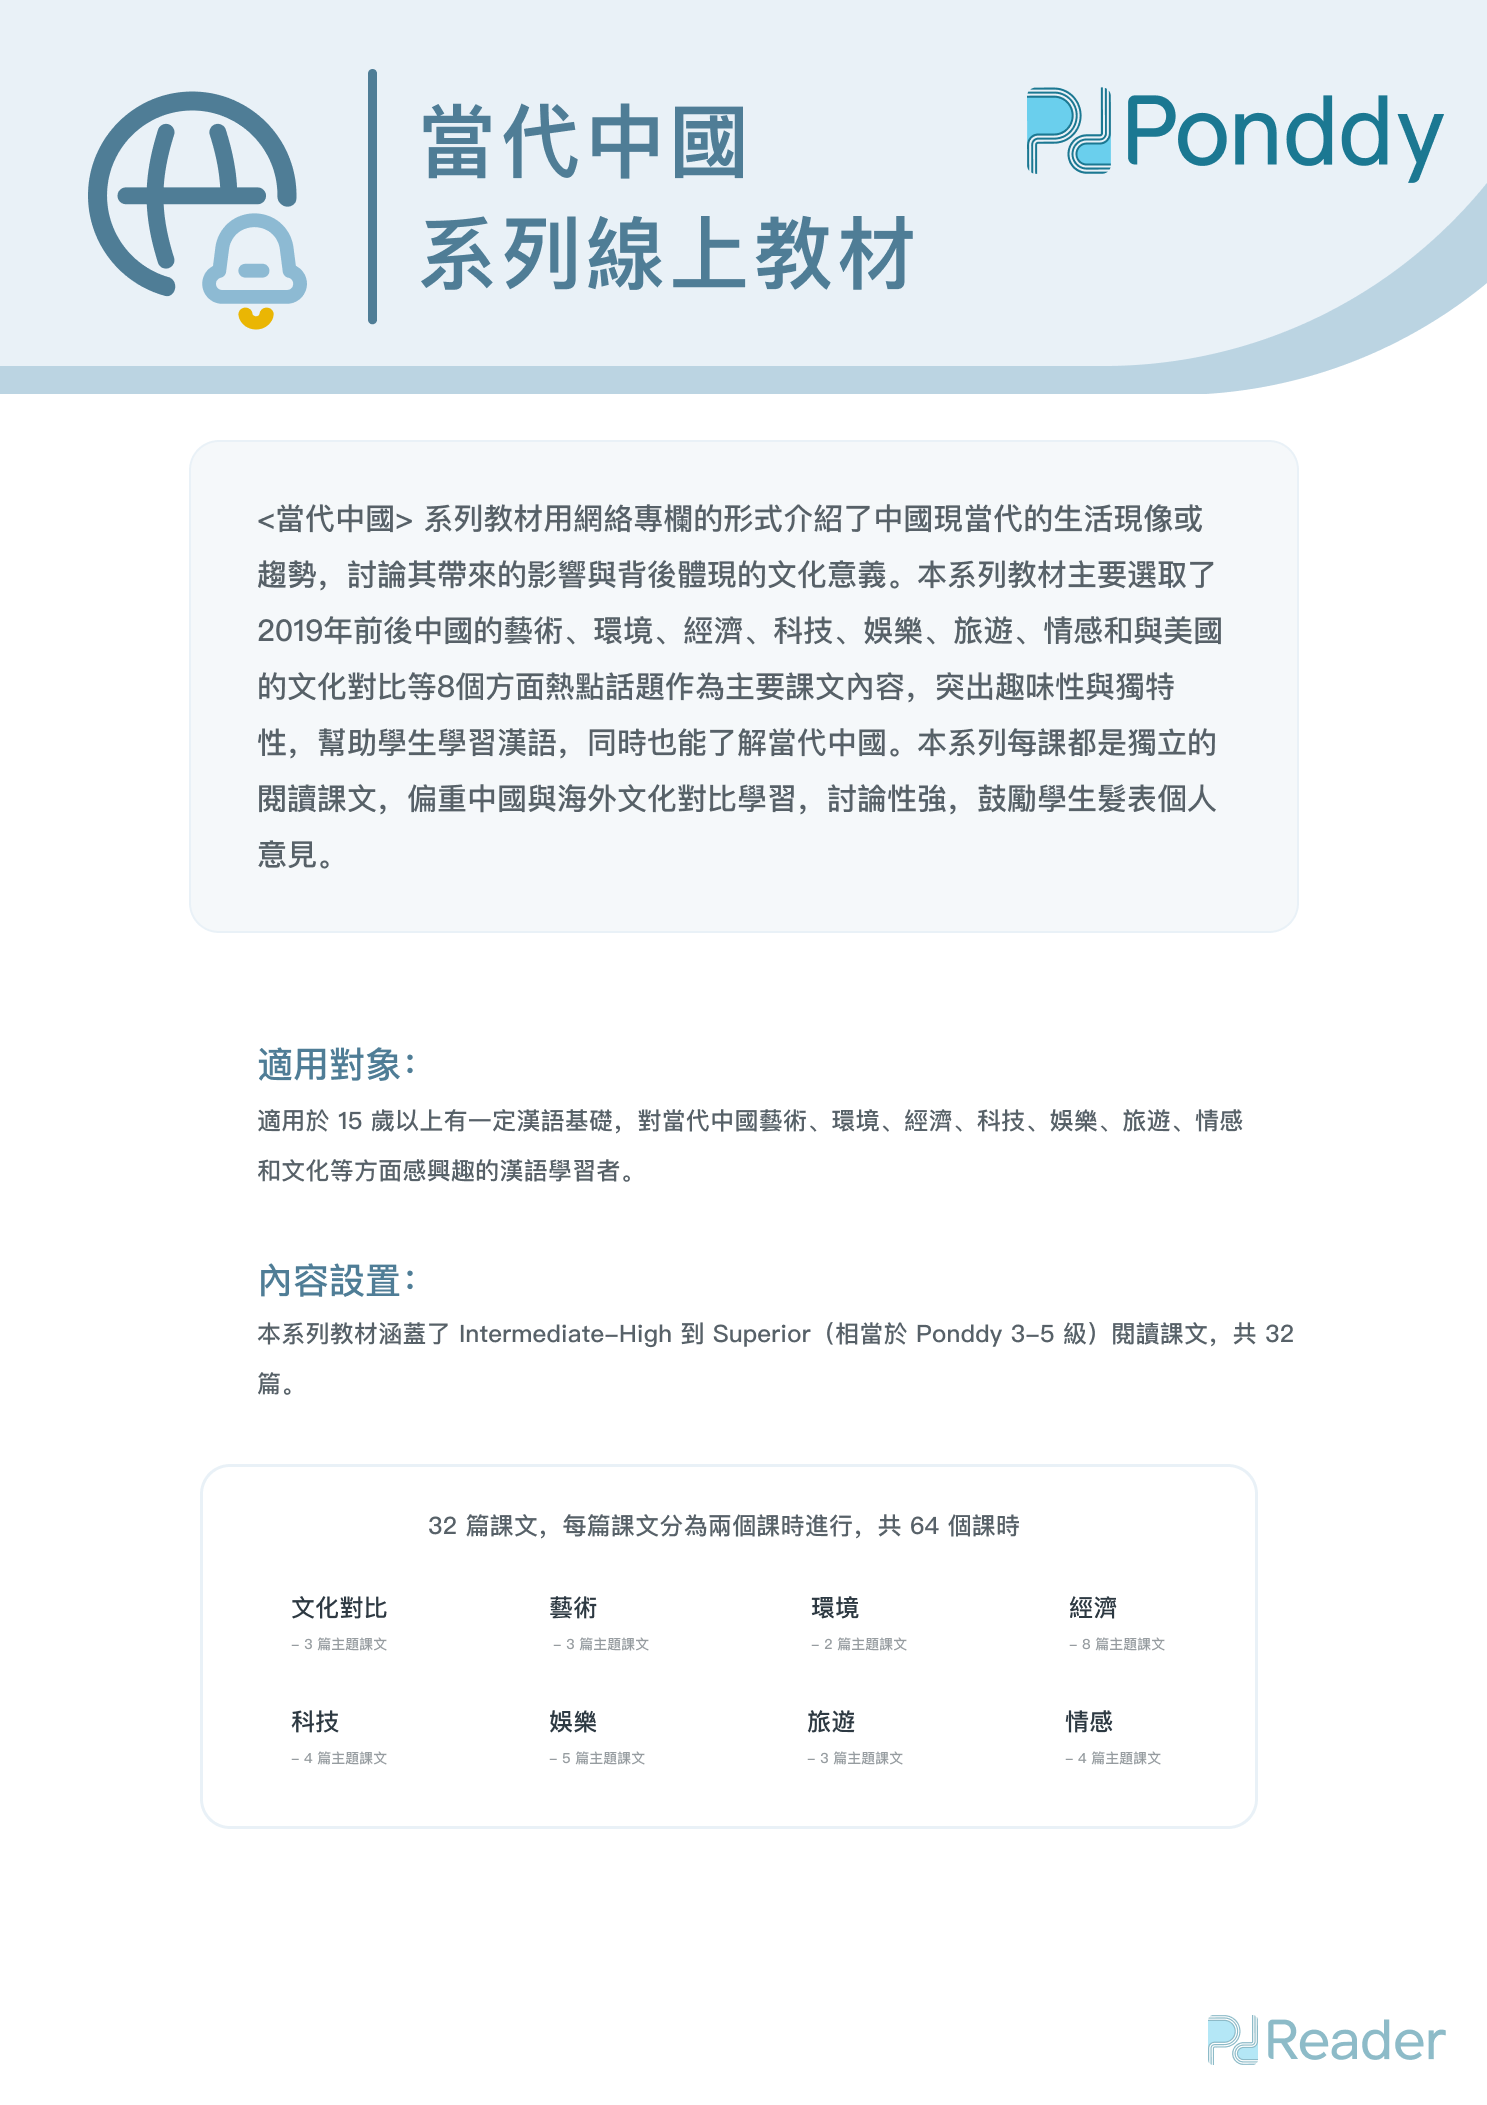 當代中國
系列線上教材
Ponddy
<當代中國> 系列教材用網絡專欄的形式介紹了中國現當代的生活現像或
趨勢，討論其帶來的影響與背後體現的文化意義。本系列教材主要選取了
2019年前後中國的藝術、環境、經濟、科技、娛樂、旅遊、情感和與美國
的文化對比等8個方面熱點話題作為主要課文內容，突出趣味性與獨特
性，幫助學生學習漢語，同時也能了解當代中國。本系列每課都是獨立的
閱讀課文，偏重中國與海外文化對比學習，討論性強，鼓勵學生髮表個人
意見。
適用對象：
適用於 15 歲以上有一定漢語基礎，對當代中國藝術、環境、經濟、科技、娛樂、旅遊、情感
和文化等方面感興趣的漢語學習者。
內容設置：
本系列教材涵蓋了 Intermediate–High 到 Superior（相當於 Ponddy 3–5 級）閱讀課文，共 32
篇。
32 篇課文，每篇課文分為兩個課時進行，共 64 個課時
文化對比 藝術 環境 經濟
– 3 篇主題課文 – 3 篇主題課文 – 2 篇主題課文 – 8 篇主題課文
科技 娛樂 旅遊 情感
– 4 篇主題課文 – 5 篇主題課文 – 3 篇主題課文 – 4 篇主題課文
Reader